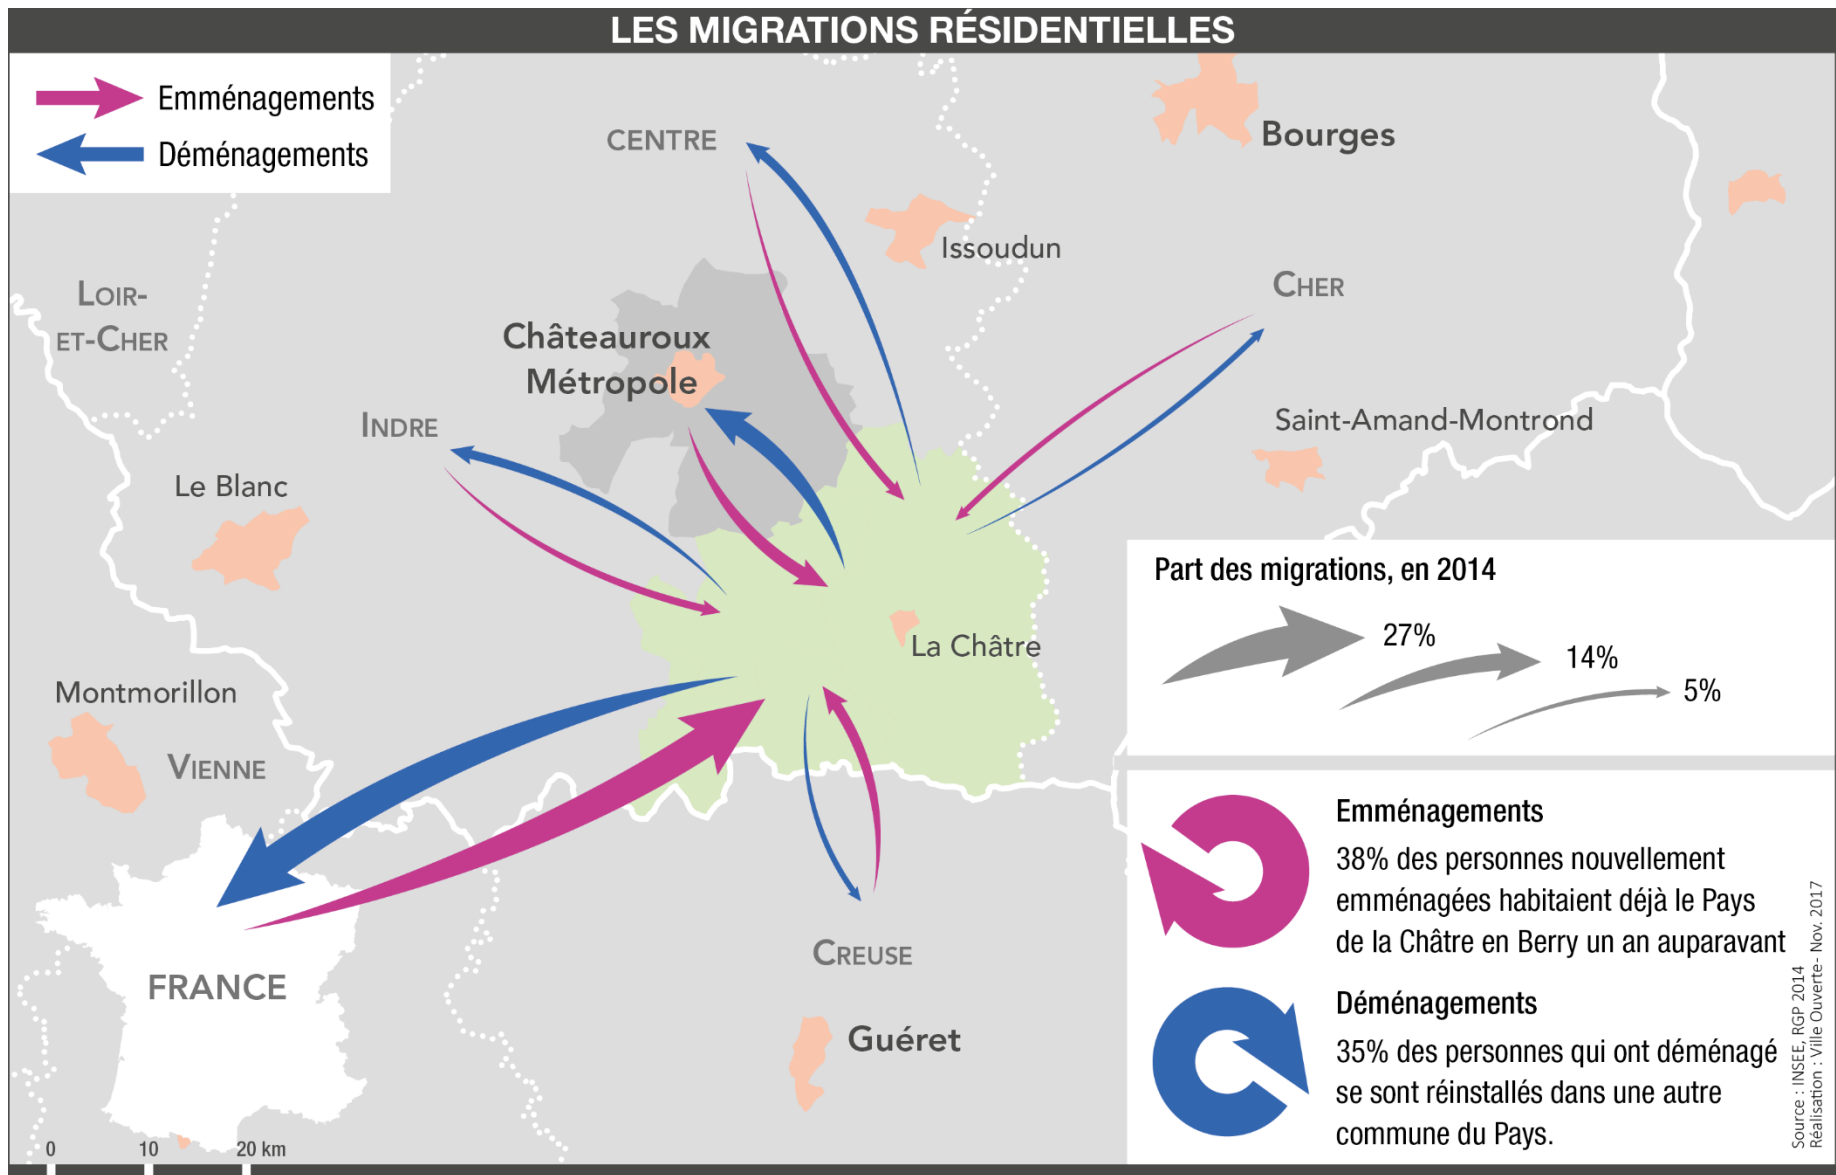 LES MIGRATIONS RÉSIDENTIELLES
Emménagements
Déménagements
CENTRE
Bourges
Issoudun
LOIR-
ET-CHER
CHER
Châteauroux
Métropole
INDRE
Saint-Amand-Montrond
Le Blanc
La Châtre
Montmorillon
VIENNE
FRANCE
CREUSE
Guéret
0 10 20 km
Part des migrations, en 2014
27%
14%
5%
Emménagements
38% des personnes nouvellement
emménagées habitaient déjà le Pays
de la Châtre en Berry un an auparavant
Déménagements
35% des personnes qui ont déménagé
se sont réinstallés dans une autre
commune du Pays.
Source : INSEE, RGP 2014
Réalisation : Ville Ouverte- Nov. 2017